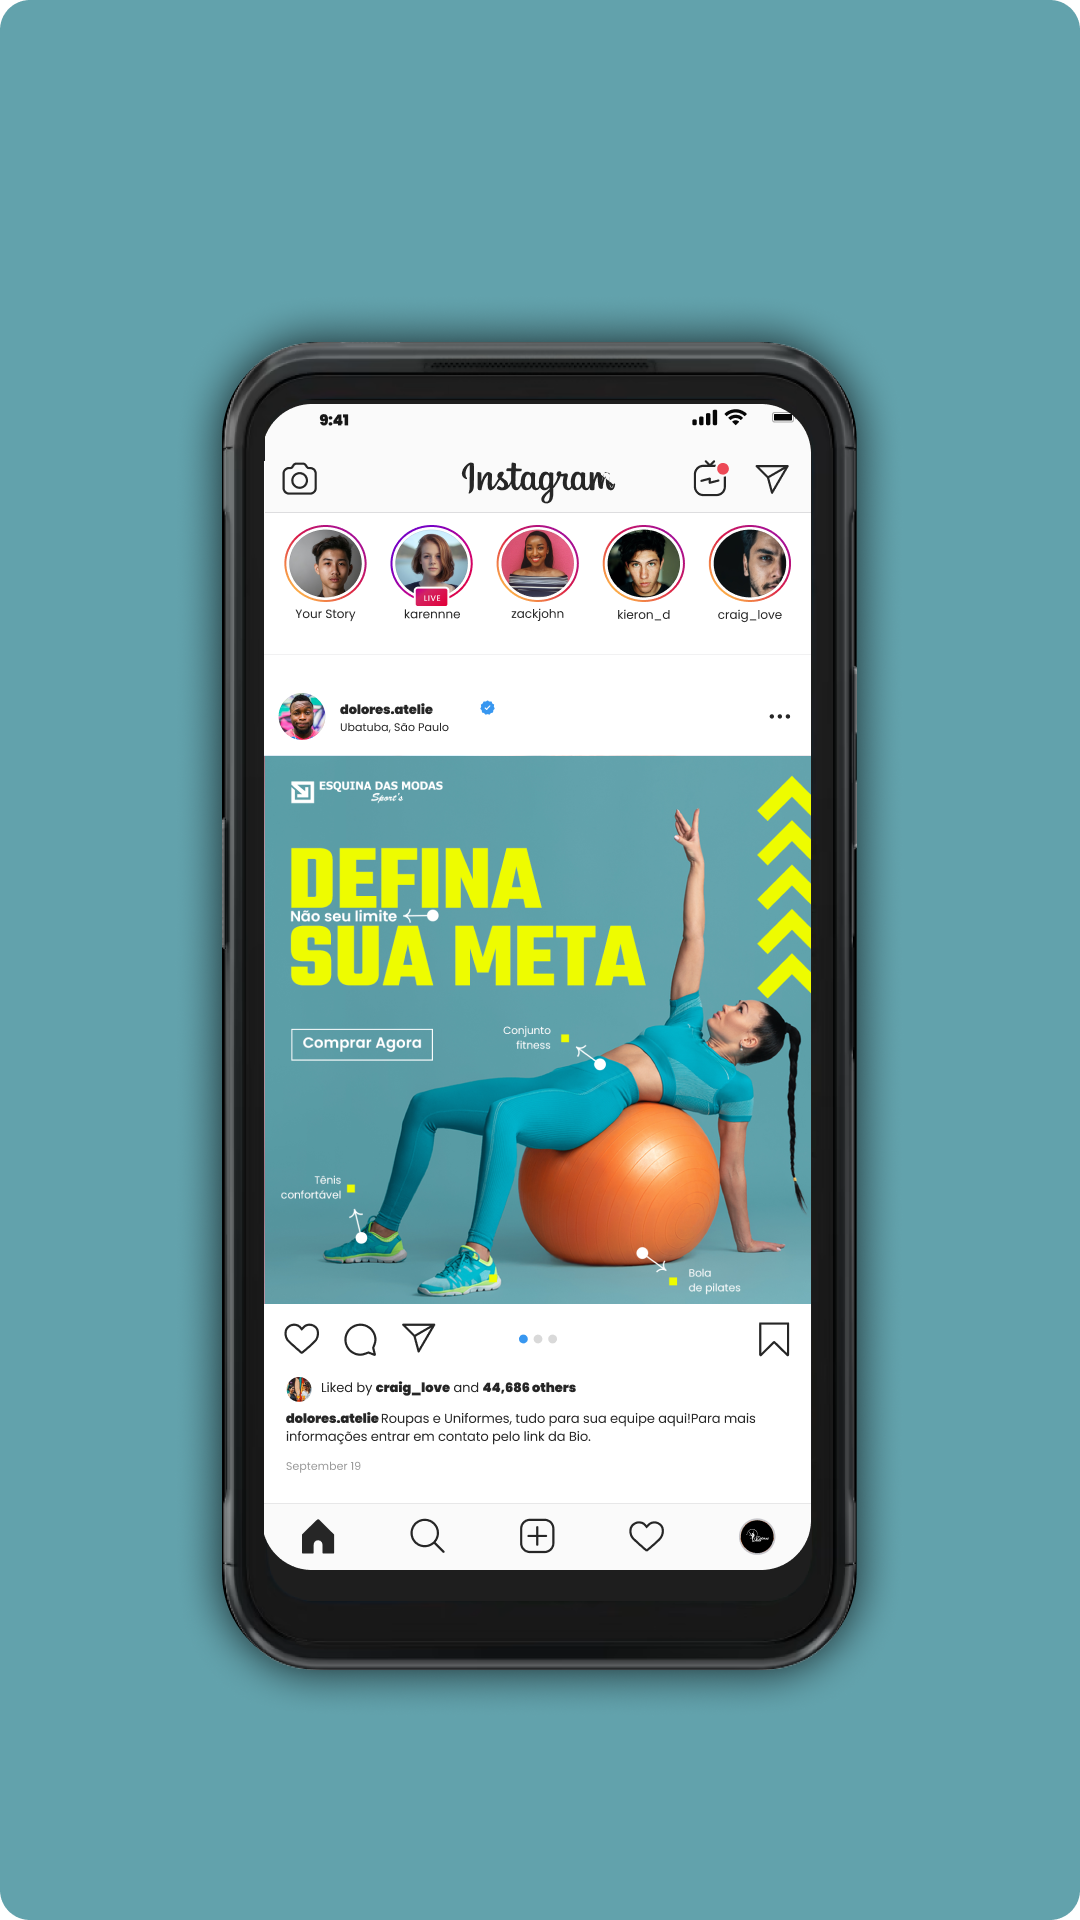 9:41
Instagram
LIVE
Your Story
karennne
zackjohn
kieron_d
craig_love
dolores.atelie
Ubatuba, São Paulo
ESQUINA DAS MODAS
Sport's
DEFINA
Não seu limite
SUA META
Comprar Agora
Conjunto
fitness
Tênis
confortável
Bola
de pilates
Liked by craig_love and 44,686 others
dolores.atelie Roupas e Uniformes, tudo para sua equipe aqui!Para mais
informações entrar em contato pelo link da Bio.
September 19